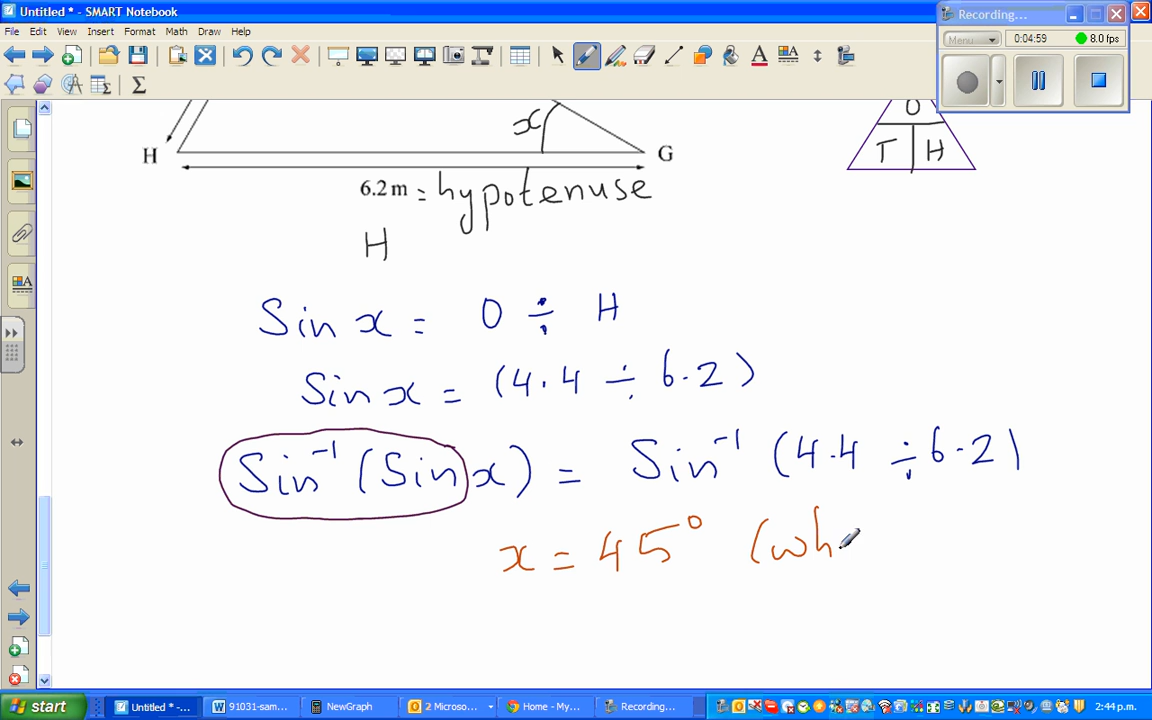 Untitled * - SMART Notebook
Recording...
File Edit View Insert Format Math Draw Help
Menu 0:04:59 8.0 fps
O
T H
x
H G
6.2 m = hypotenuse
H
Sin x = O ÷ H
Sin x = (4.4 ÷ 6.2)
Sin⁻¹ (Sin x) = Sin⁻¹ (4.4 ÷ 6.2)
x = 45° (wh
start Untitled * -... 91031-sam... NewGraph 2 Microso... Home - My... Recording... 2:44 p.m.